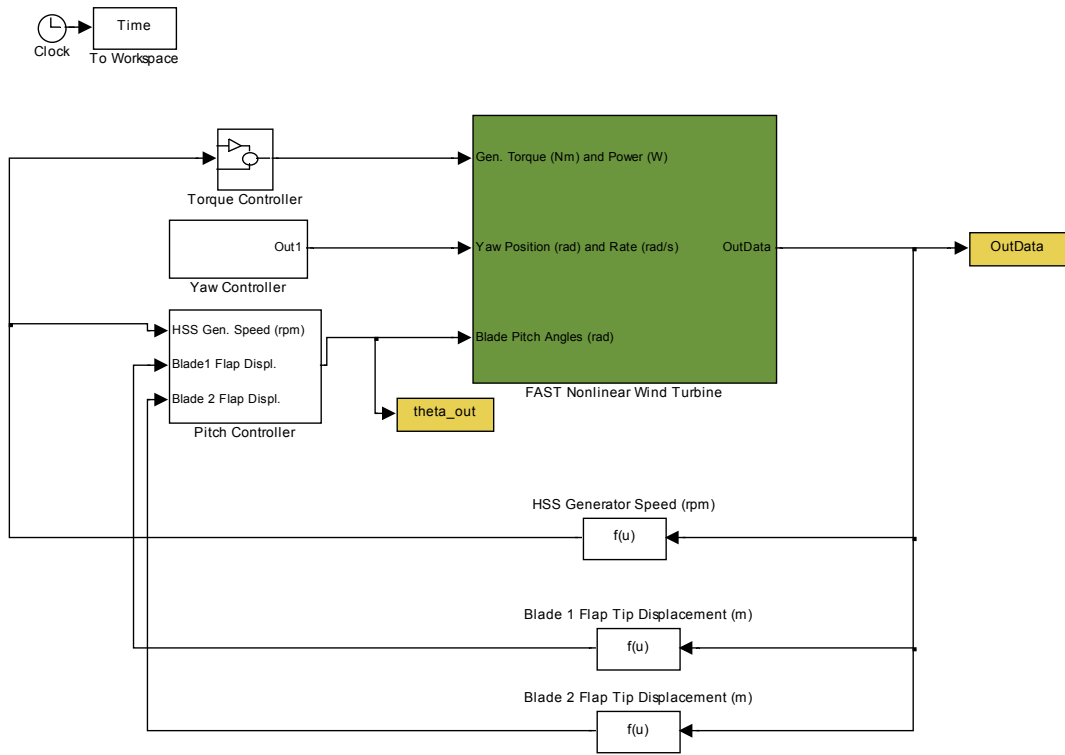 Time
Clock
To Workspace
Gen. Torque (Nm) and Power (W)
Torque Controller
Out1
Yaw Position (rad) and Rate (rad/s)
OutData
OutData
Yaw Controller
HSS Gen. Speed (rpm)
Blade1 Flap Displ.
Blade 2 Flap Displ.
Blade Pitch Angles (rad)
Pitch Controller
FAST Nonlinear Wind Turbine
theta_out
HSS Generator Speed (rpm)
f(u)
Blade 1 Flap Tip Displacement (m)
f(u)
Blade 2 Flap Tip Displacement (m)
f(u)